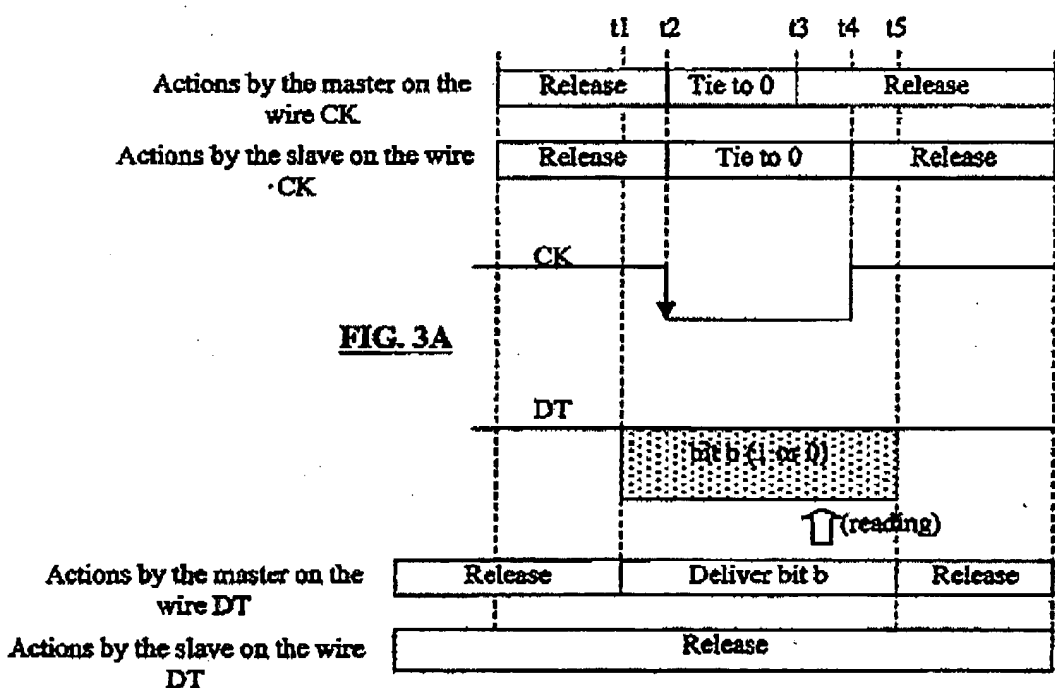 t1 t2 t3 t4 t5
Actions by the master on the
wire CK
Release Tie to 0 Release
Actions by the slave on the wire
CK
Release Tie to 0 Release
CK
FIG. 3A
DT
bit b (1 or 0)
(reading)
Actions by the master on the
wire DT
Release Deliver bit b Release
Actions by the slave on the wire
DT
Release